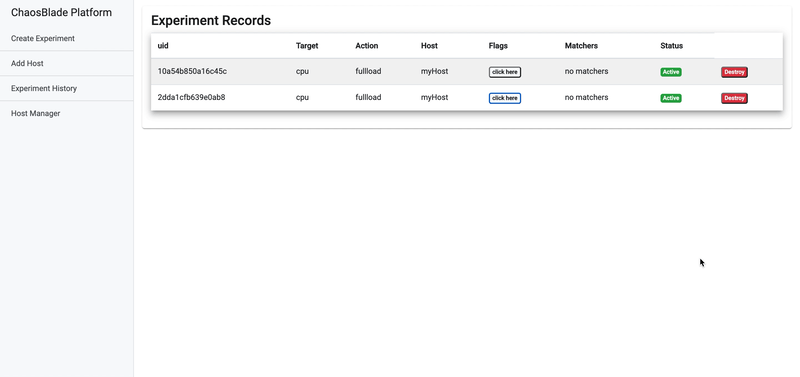 ChaosBlade Platform
Create Experiment
Add Host
Experiment History
Host Manager
Experiment Records
uid Target Action Host Flags Matchers Status
10a54b850a16c45c cpu fullload myHost click here no matchers Active Destroy
2dda1cfb639e0ab8 cpu fullload myHost click here no matchers Active Destroy